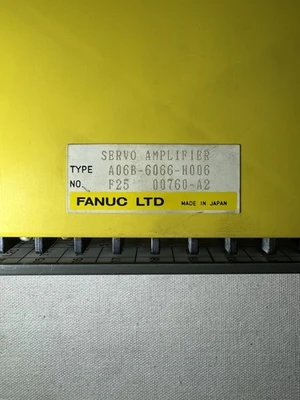 SERVO AMPLIFIER
TYPE A06B-6066-H006
NO. F25 00760-A2
FANUC LTD MADE IN JAPAN